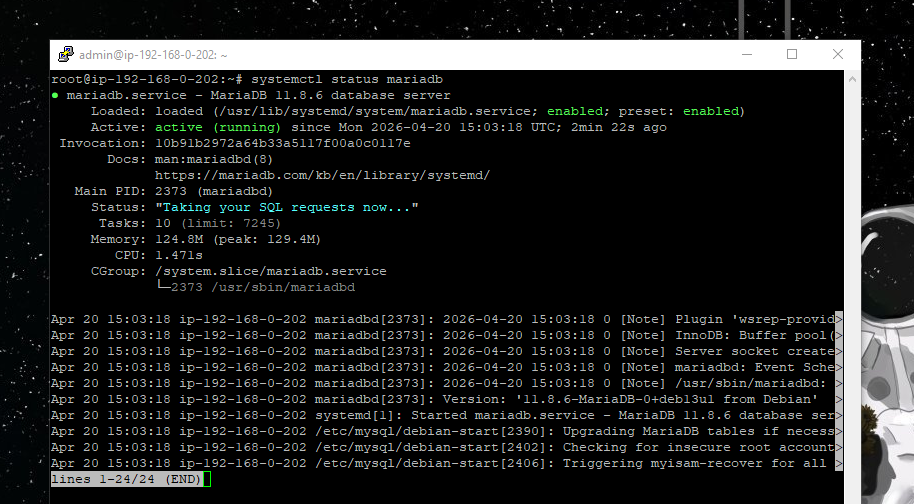 admin@ip-192-168-0-202: ~
root@ip-192-168-0-202:~# systemctl status mariadb
● mariadb.service - MariaDB 11.8.6 database server
Loaded: loaded (/usr/lib/systemd/system/mariadb.service; enabled; preset: enabled)
Active: active (running) since Mon 2026-04-20 15:03:18 UTC; 2min 22s ago
Invocation: 10b91b2972a64b33a5117f00a0c0117e
Docs: man:mariadbd(8)
https://mariadb.com/kb/en/library/systemd/
Main PID: 2373 (mariadbd)
Status: "Taking your SQL requests now..."
Tasks: 10 (limit: 7245)
Memory: 124.8M (peak: 129.4M)
CPU: 1.471s
CGroup: /system.slice/mariadb.service
└─2373 /usr/sbin/mariadbd
Apr 20 15:03:18 ip-192-168-0-202 mariadbd[2373]: 2026-04-20 15:03:18 0 [Note] Plugin 'wsrep-provid>
Apr 20 15:03:18 ip-192-168-0-202 mariadbd[2373]: 2026-04-20 15:03:18 0 [Note] InnoDB: Buffer pool(>
Apr 20 15:03:18 ip-192-168-0-202 mariadbd[2373]: 2026-04-20 15:03:18 0 [Note] Server socket create>
Apr 20 15:03:18 ip-192-168-0-202 mariadbd[2373]: 2026-04-20 15:03:18 0 [Note] mariadbd: Event Sche>
Apr 20 15:03:18 ip-192-168-0-202 mariadbd[2373]: 2026-04-20 15:03:18 0 [Note] /usr/sbin/mariadbd: >
Apr 20 15:03:18 ip-192-168-0-202 mariadbd[2373]: Version: '11.8.6-MariaDB-0+deb13u1 from Debian' >
Apr 20 15:03:18 ip-192-168-0-202 systemd[1]: Started mariadb.service - MariaDB 11.8.6 database ser>
Apr 20 15:03:18 ip-192-168-0-202 /etc/mysql/debian-start[2390]: Upgrading MariaDB tables if necess>
Apr 20 15:03:18 ip-192-168-0-202 /etc/mysql/debian-start[2402]: Checking for insecure root account>
Apr 20 15:03:18 ip-192-168-0-202 /etc/mysql/debian-start[2406]: Triggering myisam-recover for all >
lines 1-24/24 (END)